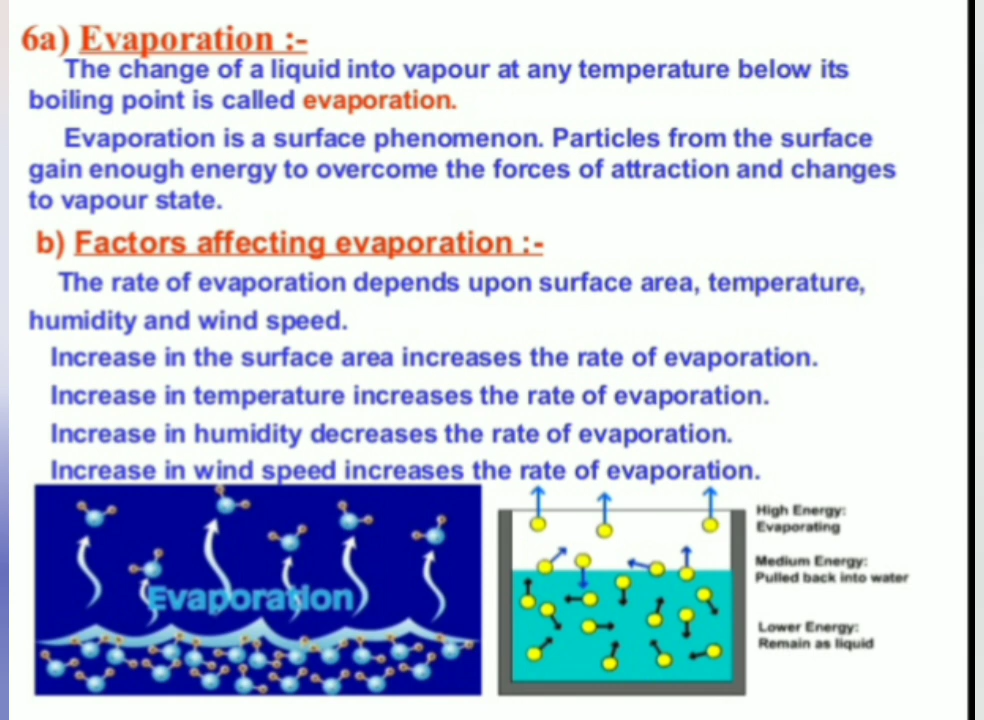 6a) Evaporation :-
The change of a liquid into vapour at any temperature below its
boiling point is called evaporation.
Evaporation is a surface phenomenon. Particles from the surface
gain enough energy to overcome the forces of attraction and changes
to vapour state.
b) Factors affecting evaporation :-
The rate of evaporation depends upon surface area, temperature,
humidity and wind speed.
Increase in the surface area increases the rate of evaporation.
Increase in temperature increases the rate of evaporation.
Increase in humidity decreases the rate of evaporation.
Increase in wind speed increases the rate of evaporation.
Evaporation
High Energy:
Evaporating
Medium Energy:
Pulled back into water
Lower Energy:
Remain as liquid